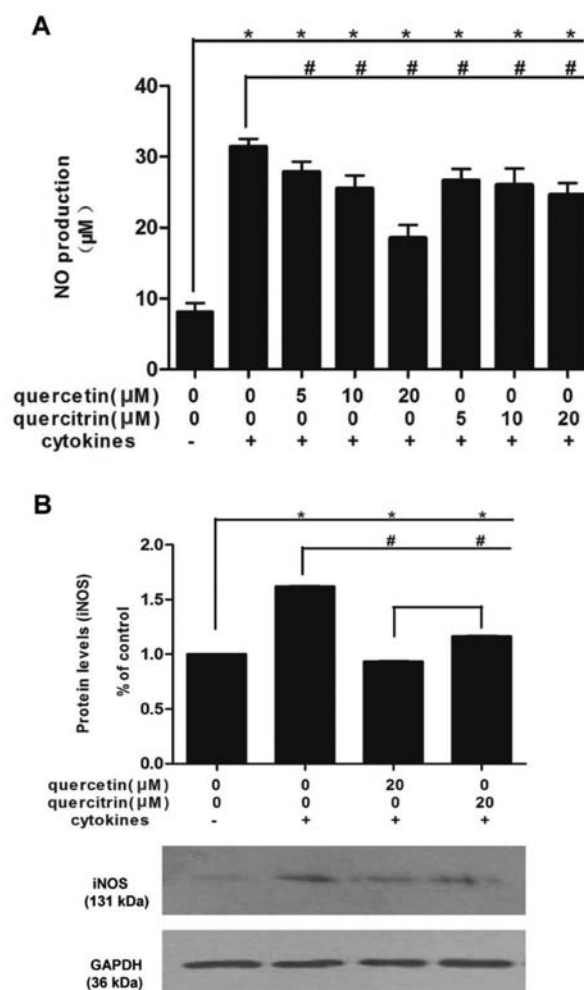 A
* * * * * * *
# # # # # #
40
30
20
10
0
NO production
(µM)
quercetin(µM) 0 0 5 10 20 0 0 0
quercitrin(µM) 0 0 0 0 0 5 10 20
cytokines - + + + + + + +
B
* * *
# #
2.0
1.5
1.0
0.5
0.0
Protein levels (iNOS)
% of control
quercetin(µM) 0 0 20 0
quercitrin(µM) 0 0 0 20
cytokines - + + +
iNOS
(131 kDa)
GAPDH
(36 kDa)